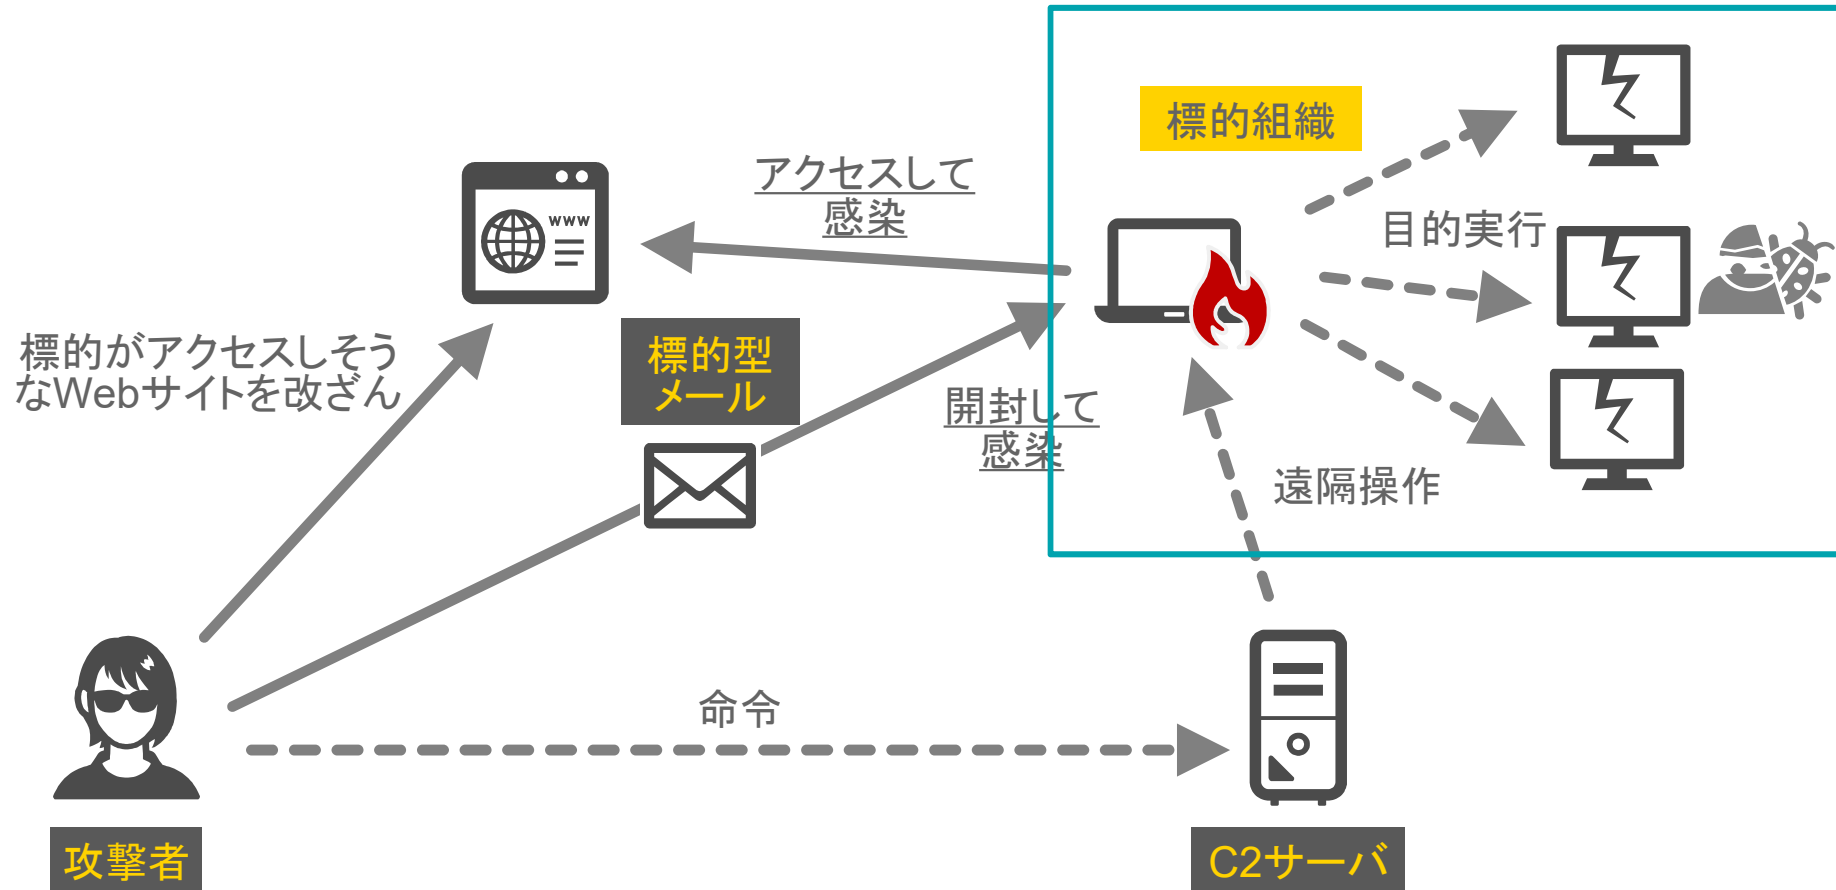 標的組織
アクセスして
感染
www
目的実行
標的がアクセスしそう
なWebサイトを改ざん
標的型
メール
開封して
感染
遠隔操作
命令
攻撃者
C2サーバ